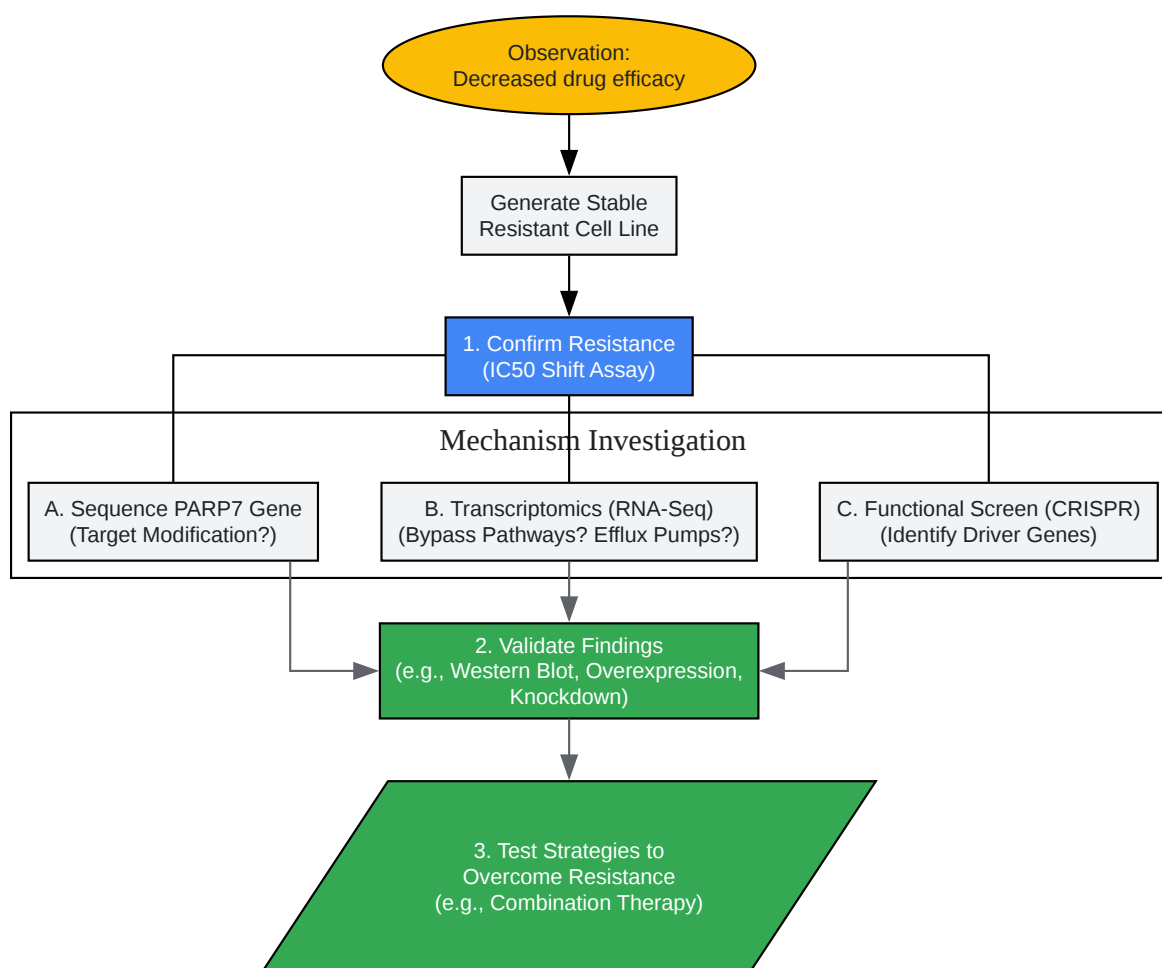 Observation:
Decreased drug efficacy
Generate Stable
Resistant Cell Line
1. Confirm Resistance
(IC50 Shift Assay)
Mechanism Investigation
A. Sequence PARP7 Gene
(Target Modification?)
B. Transcriptomics (RNA-Seq)
(Bypass Pathways? Efflux Pumps?)
C. Functional Screen (CRISPR)
(Identify Driver Genes)
2. Validate Findings
(e.g., Western Blot, Overexpression,
Knockdown)
3. Test Strategies to
Overcome Resistance
(e.g., Combination Therapy)